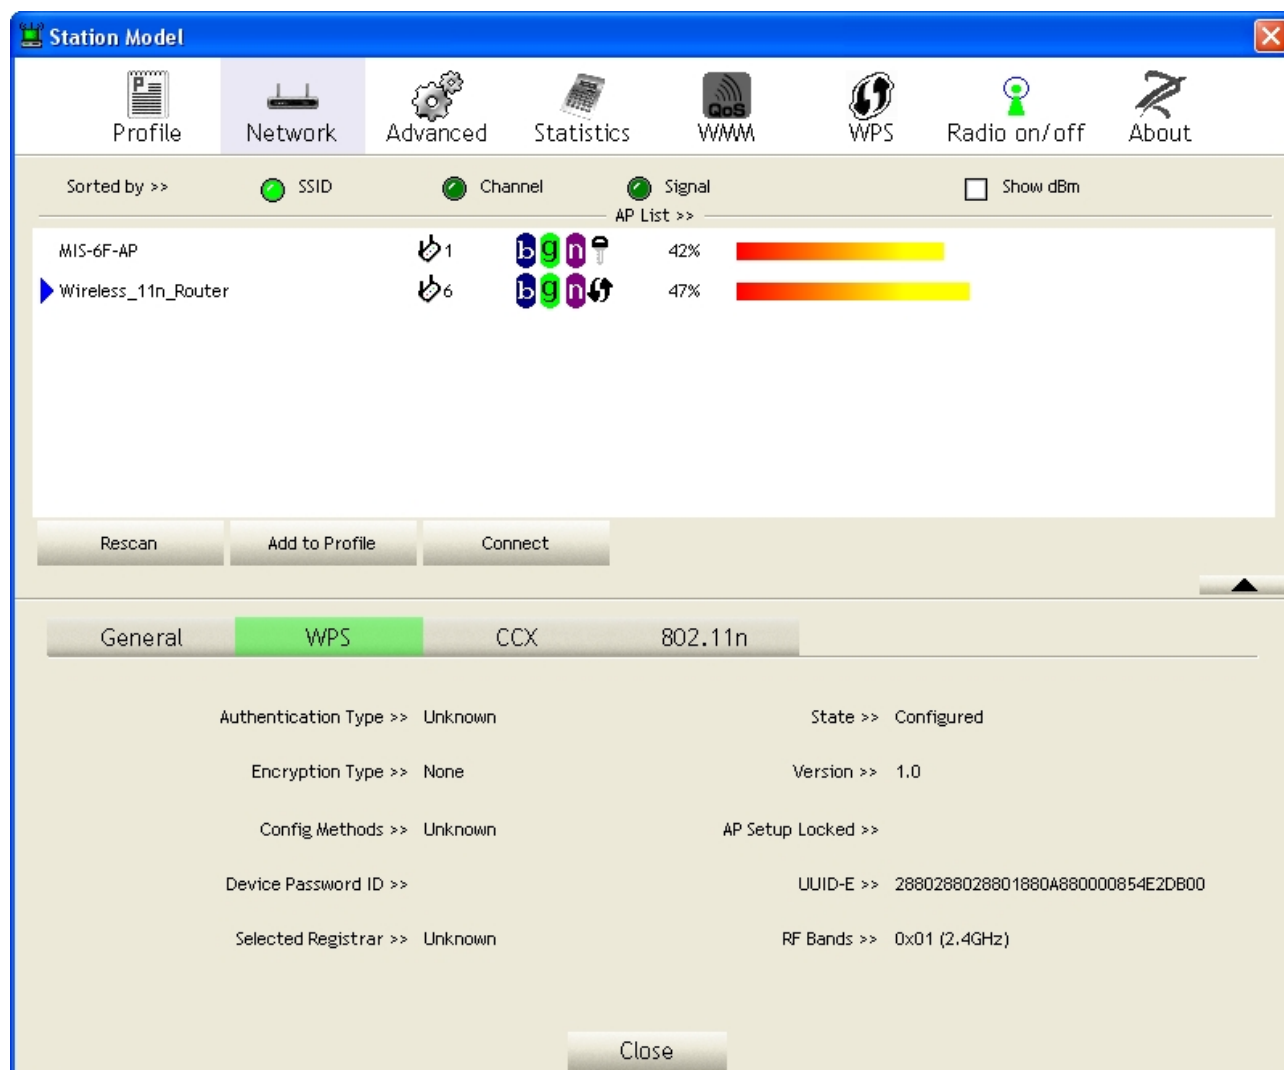 Station Model
Profile Network Advanced Statistics QoS WMM WPS Radio on/off About
Sorted by >> SSID Channel Signal Show dBm
AP List >>
MIS-6F-AP 1 b g n 42%
Wireless_11n_Router 6 b g n 47%
Rescan Add to Profile Connect
General WPS CCX 802.11n
Authentication Type >> Unknown State >> Configured
Encryption Type >> None Version >> 1.0
Config Methods >> Unknown AP Setup Locked >>
Device Password ID >> UUID-E >> 2880288028801880A880000854E2DB00
Selected Registrar >> Unknown RF Bands >> 0x01 (2.4GHz)
Close